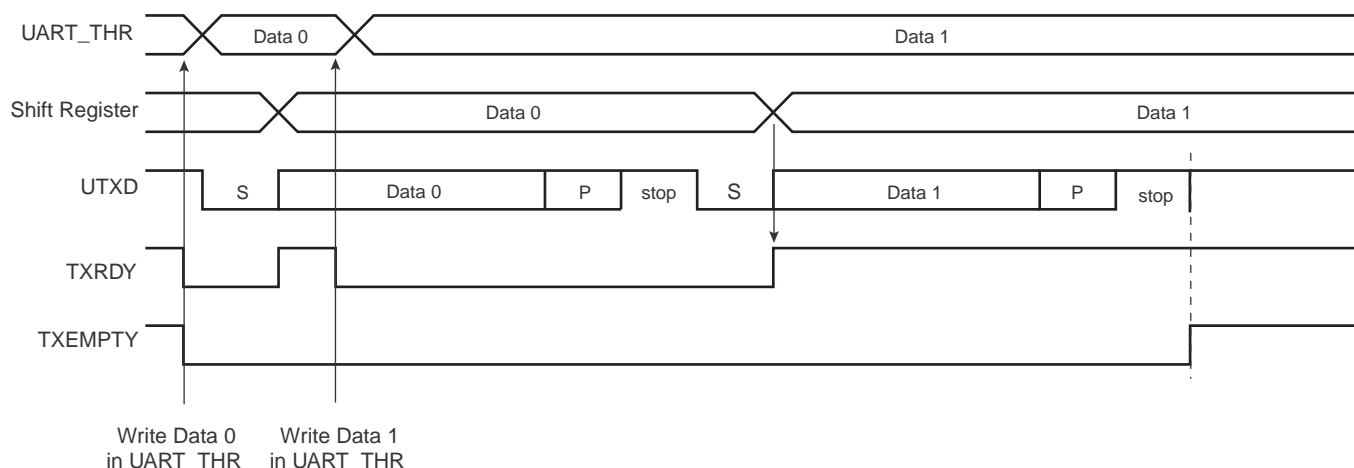 UART_THR
Data 0
Data 1
Shift Register
Data 0
Data 1
UTXD
S
Data 0
P
stop
S
Data 1
P
stop
TXRDY
TXEMPTY
Write Data 0
in UART_THR
Write Data 1
in UART_THR